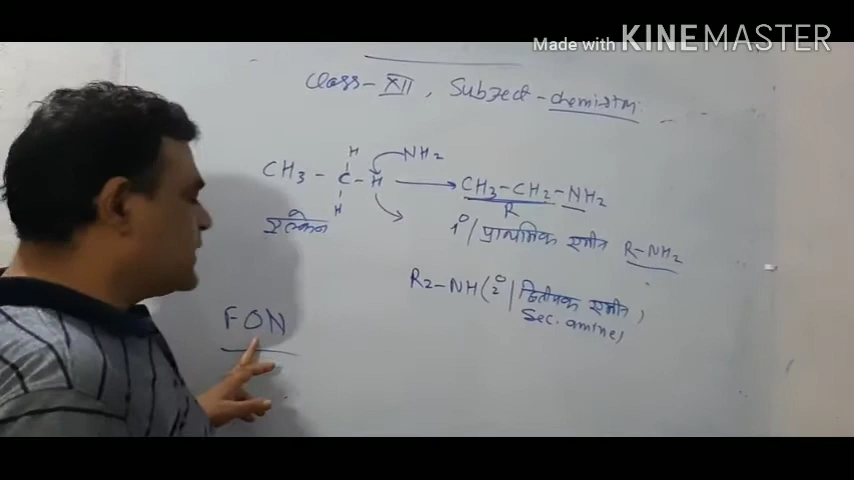 Made with KINEMASTER
Class-XII, Subject-chemistry
H NH2
CH3-C-H → CH3-CH2-NH2
H R
एल्केन
1°/प्राथमिक एमीन R-NH2
R2-NH(2°/द्वितीयक एमीन,
Sec. amine)
FON